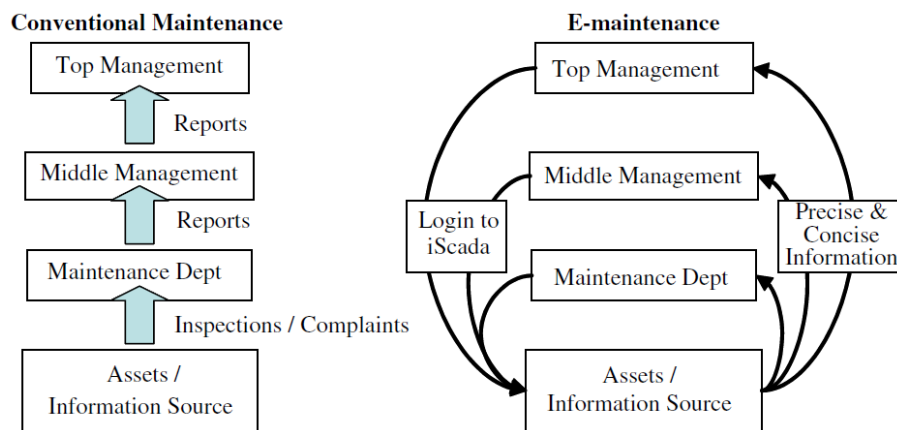 Conventional Maintenance
Top Management
Reports
Middle Management
Reports
Maintenance Dept
Inspections / Complaints
Assets /
Information Source
E-maintenance
Top Management
Middle Management
Login to
iScada
Precise &
Concise
Information
Maintenance Dept
Assets /
Information Source